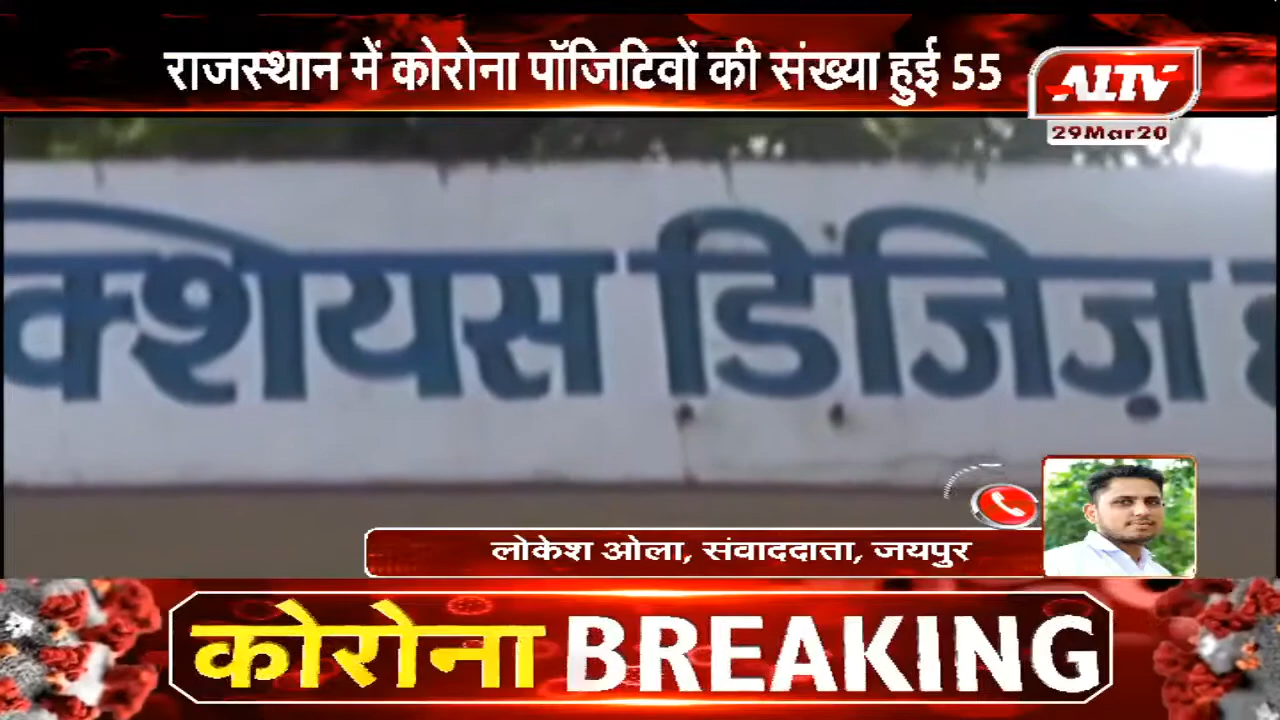 राजस्थान में कोरोना पॉजिटिवों की संख्या हुई 55
ALTV
29Mar20
क्शियस डिजिज़
लोकेश ओला, संवाददाता, जयपुर
कोरोना BREAKING